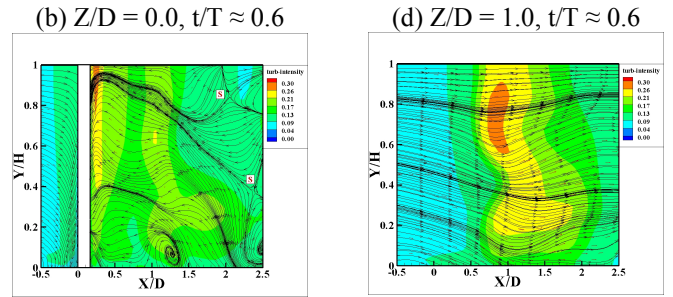 (b) Z/D = 0.0, t/T ≈ 0.6
Y/H
1
0.8
0.6
0.4
0.2
0
-0.5 0 0.5 1 1.5 2 2.5
X/D
S
S
turb-intensity
0.30
0.26
0.21
0.17
0.13
0.09
0.04
0.00
(d) Z/D = 1.0, t/T ≈ 0.6
Y/H
1
0.8
0.6
0.4
0.2
0
-0.5 0 0.5 1 1.5 2 2.5
X/D
turb-intensity
0.30
0.26
0.21
0.17
0.13
0.09
0.04
0.00